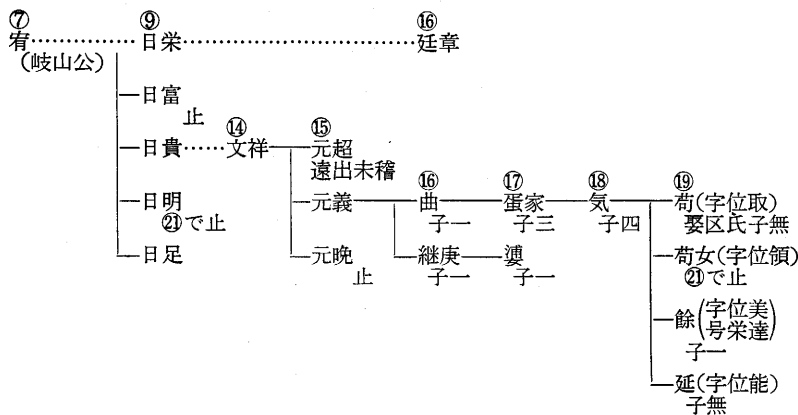 ⑦ ⑨ ⑯
宥 日栄 廷章
(岐山公)
日富
止
⑭ ⑮
日貴 文祥 元超
遠出未稽
⑯ ⑰ ⑱ ⑲
日明 元義 曲 蛋家 気 苟(字位取)
㉑で止 子一 子三 子四 娶区氏子無
日足 元晩 継庚 婆 苟女(字位領)
止 子一 子一 ㉑で止
餘(字位美
号栄達)
子一
延(字位能)
子無